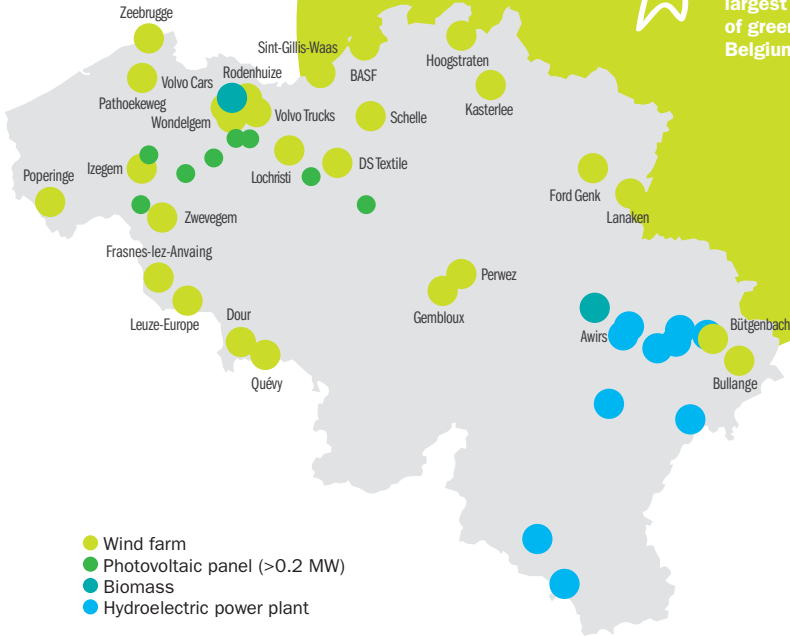 largest
of green
Belgium
Zeebrugge
Sint-Gillis-Waas
BASF
Hoogstraten
Volvo Cars
Rodenhuize
Pathoekeweg
Kasterlee
Wondelgem
Volvo Trucks
Schelle
Izegem
Lochristi
DS Textile
Poperinge
Ford Genk
Lanaken
Zwevegem
Frasnes-lez-Anvaing
Perwez
Gembloux
Leuze-Europe
Dour
Awirs
Bütgenbach
Quévy
Bullange
Wind farm
Photovoltaic panel (>0.2 MW)
Biomass
Hydroelectric power plant